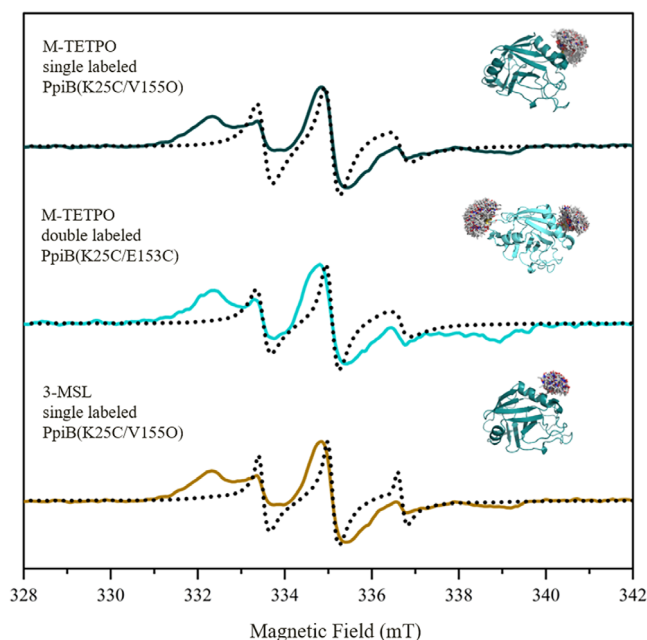 M-TETPO
single labeled
PpiB(K25C/V155O)
M-TETPO
double labeled
PpiB(K25C/E153C)
3-MSL
single labeled
PpiB(K25C/V155O)
328 330 332 334 336 338 340 342
Magnetic Field (mT)